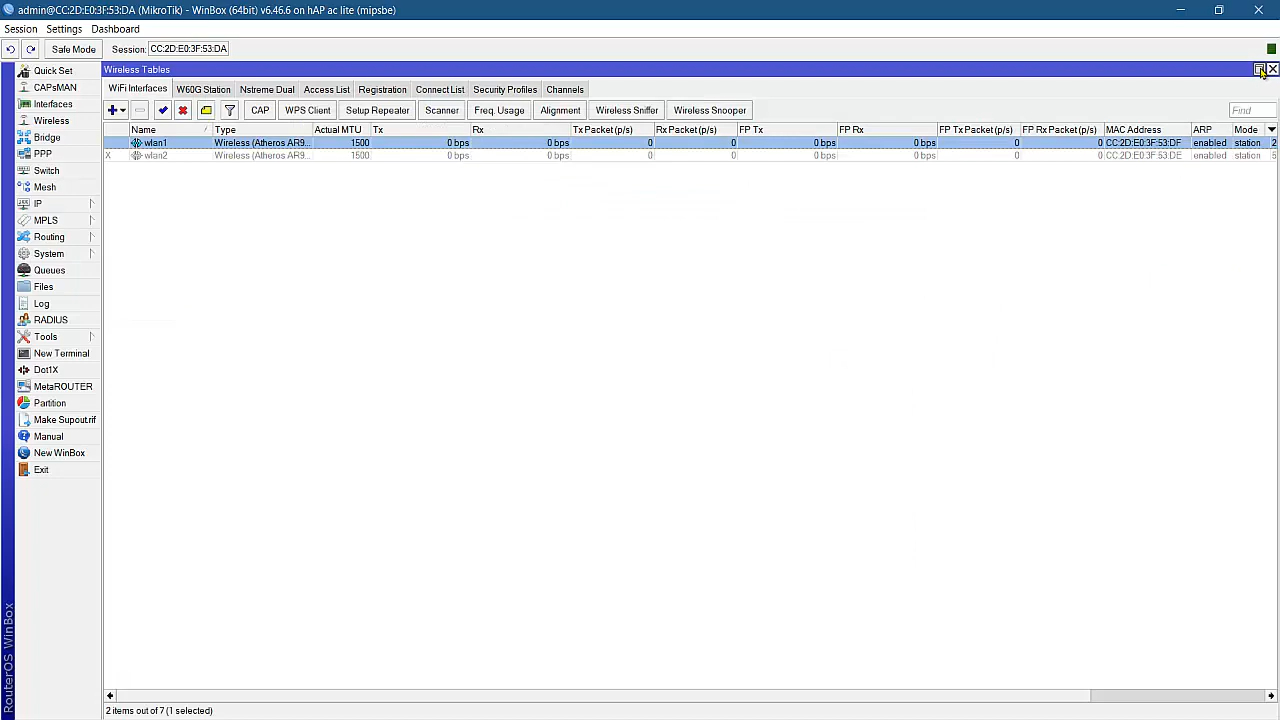 admin@CC:2D:E0:3F:53:DA (MikroTik) - WinBox (64bit) v6.46.6 on hAP ac lite (mipsbe)
Session Settings Dashboard
Safe Mode Session: CC:2D:E0:3F:53:DA
Wireless Tables
WiFi Interfaces W60G Station Nstreme Dual Access List Registration Connect List Security Profiles Channels
CAP WPS Client Setup Repeater Scanner Freq. Usage Alignment Wireless Sniffer Wireless Snooper Find
Name Type Actual MTU Tx Rx Tx Packet (p/s) Rx Packet (p/s) FP Tx FP Rx FP Tx Packet (p/s) FP Rx Packet (p/s) MAC Address ARP Mode
wlan1 Wireless (Atheros AR9... 1500 0 bps 0 bps 0 0 0 bps 0 bps 0 0 CC:2D:E0:3F:53:DF enabled station 2
X wlan2 Wireless (Atheros AR9... 1500 0 bps 0 bps 0 0 0 bps 0 bps 0 0 CC:2D:E0:3F:53:DE enabled station 5
Quick Set
CAPsMAN
Interfaces
Wireless
Bridge
PPP
Switch
Mesh
IP
MPLS
Routing
System
Queues
Files
Log
RADIUS
Tools
New Terminal
Dot1X
MetaROUTER
Partition
Make Supout.rif
Manual
New WinBox
Exit
RouterOS WinBox
2 items out of 7 (1 selected)